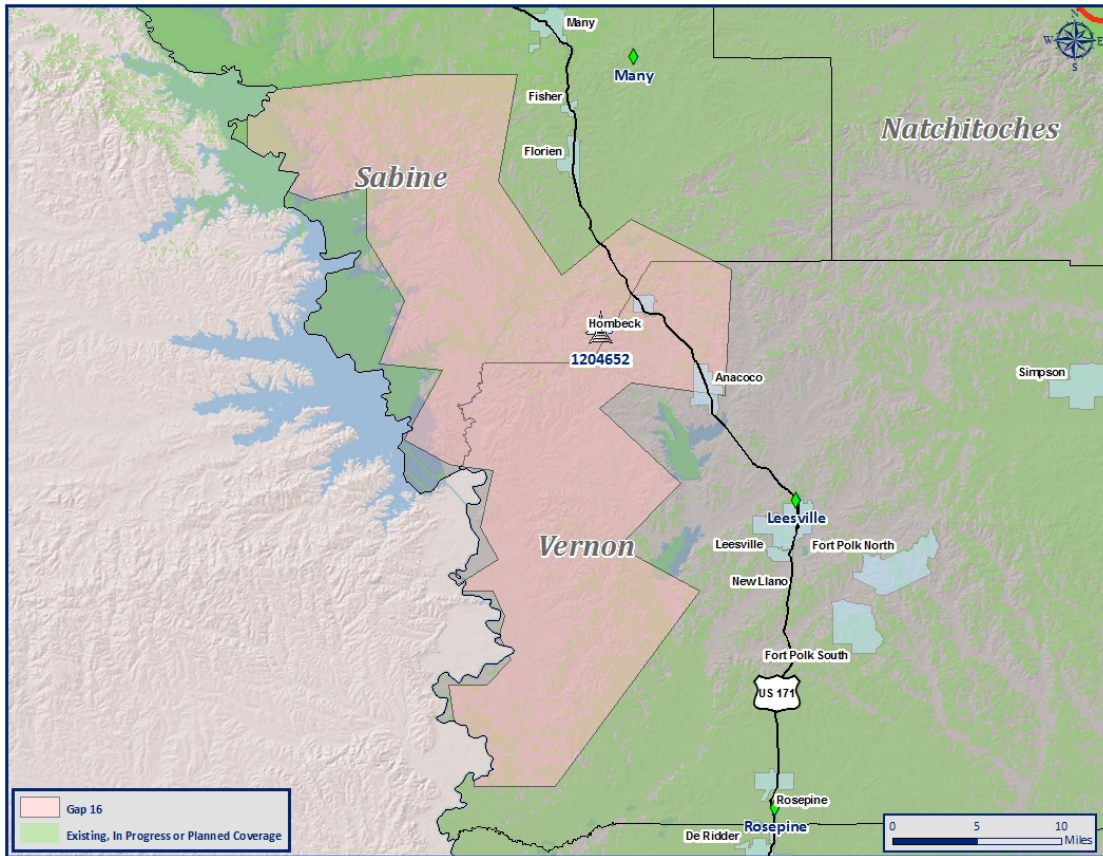 Many
N
W
E
S
Many
Fisher
Natchitoches
Florien
Sabine
Hornbeck
1204652
Anacoco
Simpson
Leesville
Vernon
Leesville
Fort Polk North
New Llano
Fort Polk South
US 171
Gap 16
Existing, In Progress or Planned Coverage
Rosepine
Rosepine
De Ridder
0 5 10
Miles